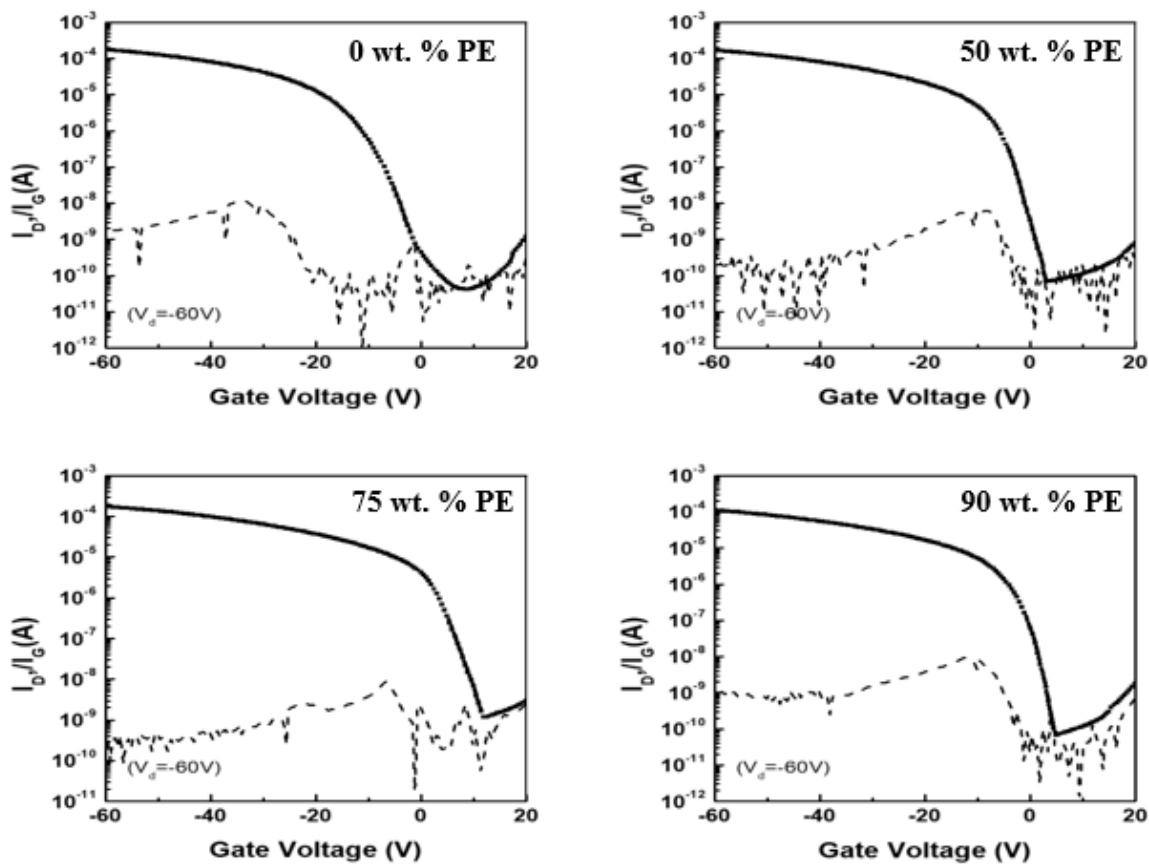 0 wt. % PE
10⁻³
10⁻⁴
10⁻⁵
10⁻⁶
10⁻⁷
10⁻⁸
10⁻⁹
10⁻¹⁰
10⁻¹¹
10⁻¹²
I_D,/I_G(A)
(V_d=-60V)
-60 -40 -20 0 20
Gate Voltage (V)
50 wt. % PE
10⁻³
10⁻⁴
10⁻⁵
10⁻⁶
10⁻⁷
10⁻⁸
10⁻⁹
10⁻¹⁰
10⁻¹¹
10⁻¹²
I_D,/I_G(A)
(V_d=-60V)
-60 -40 -20 0 20
Gate Voltage (V)
75 wt. % PE
10⁻³
10⁻⁴
10⁻⁵
10⁻⁶
10⁻⁷
10⁻⁸
10⁻⁹
10⁻¹⁰
10⁻¹¹
I_D,/I_G(A)
(V_d=-60V)
-60 -40 -20 0 20
Gate Voltage (V)
90 wt. % PE
10⁻³
10⁻⁴
10⁻⁵
10⁻⁶
10⁻⁷
10⁻⁸
10⁻⁹
10⁻¹⁰
10⁻¹¹
10⁻¹²
I_D,/I_G(A)
(V_d=-60V)
-60 -40 -20 0 20
Gate Voltage (V)